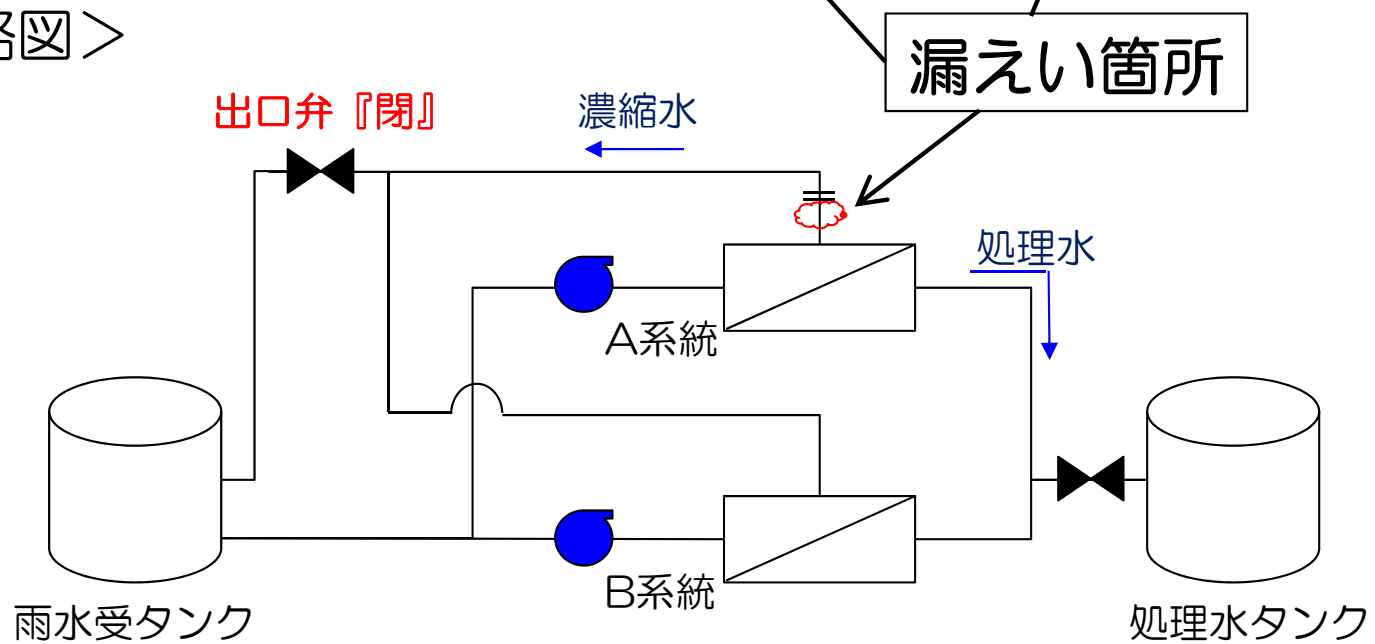 図＞
漏えい箇所
出口弁『閉』
濃縮水
処理水
A系統
B系統
雨水受タンク
処理水タンク